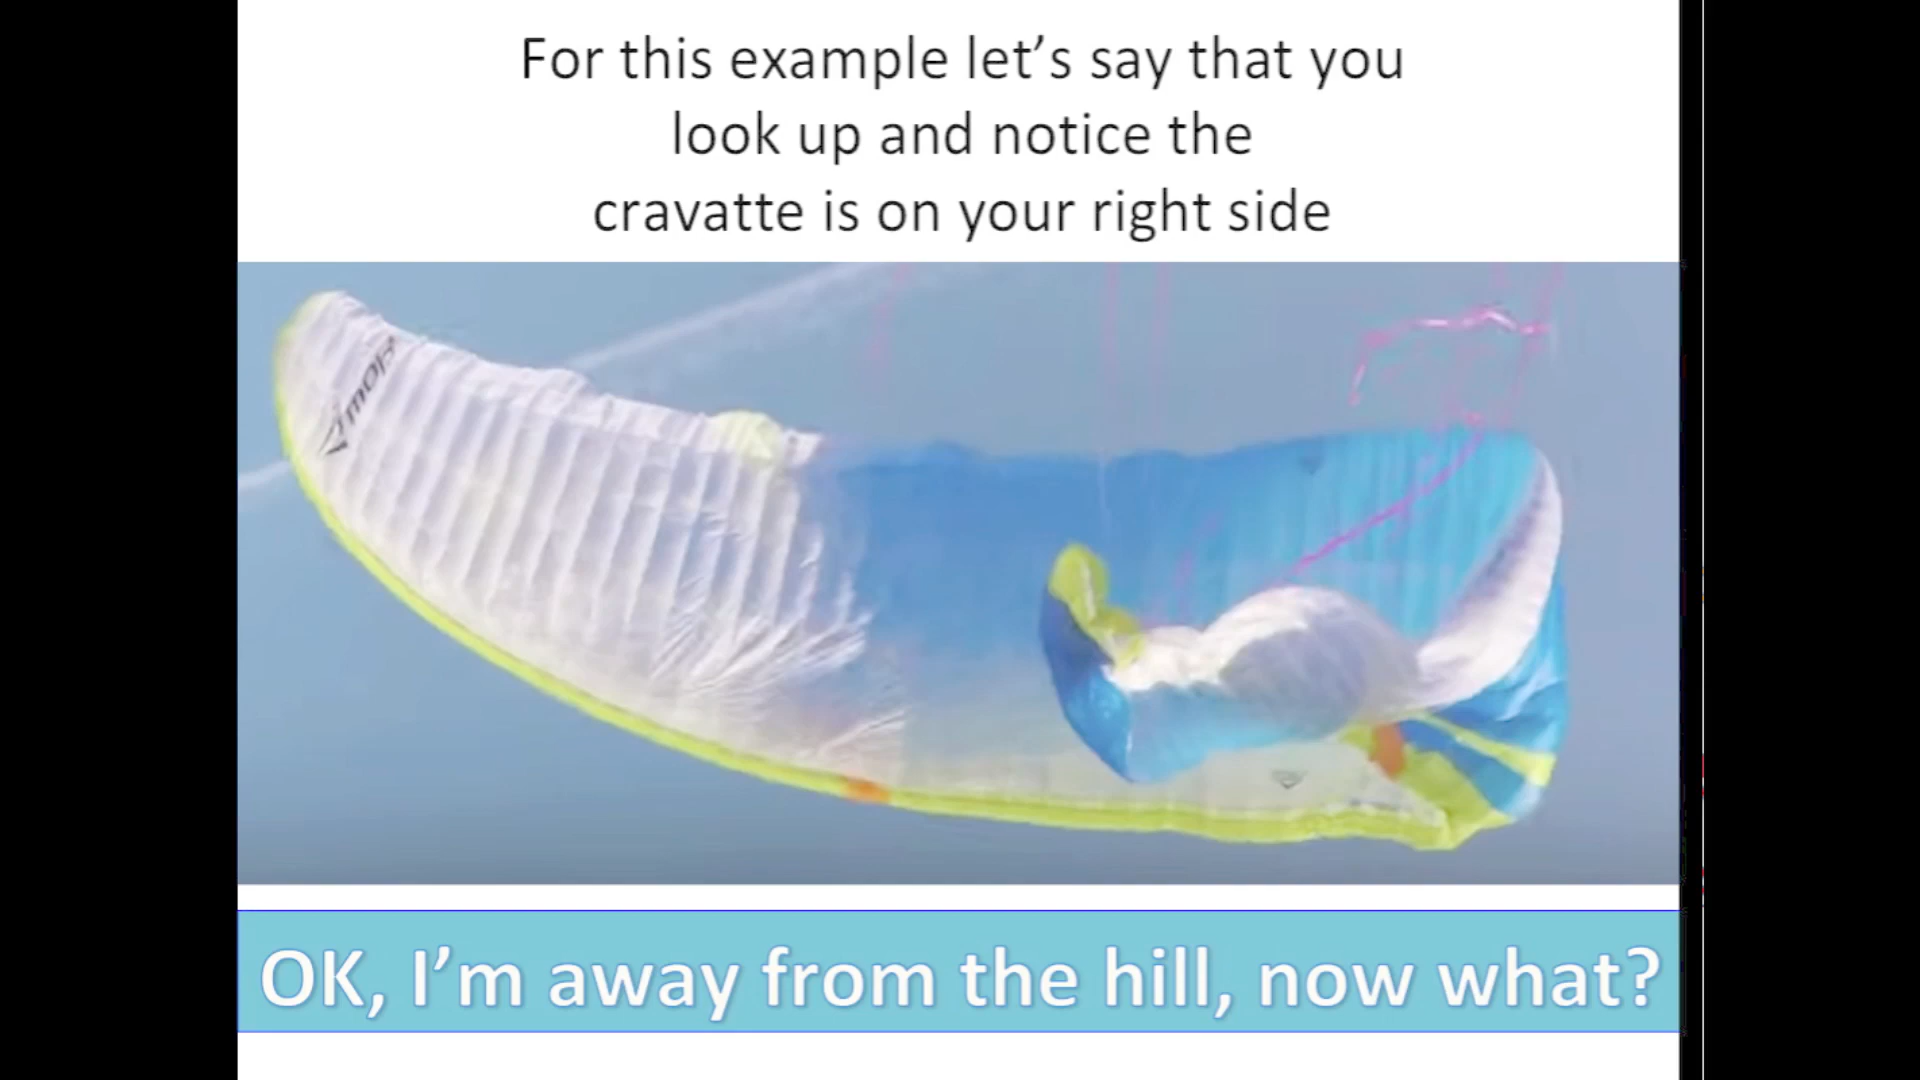 For this example let’s say that you
look up and notice the
cravatte is on your right side
OK, I’m away from the hill, now what?